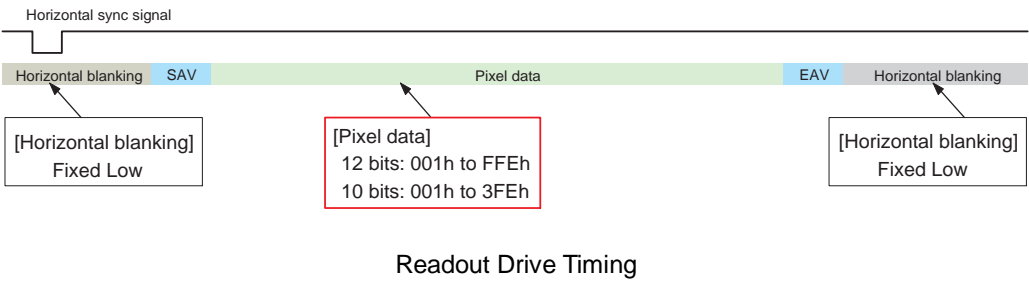 Horizontal sync signal
Horizontal blanking SAV Pixel data EAV Horizontal blanking
[Horizontal blanking]
Fixed Low
[Pixel data]
12 bits: 001h to FFEh
10 bits: 001h to 3FEh
[Horizontal blanking]
Fixed Low
Readout Drive Timing